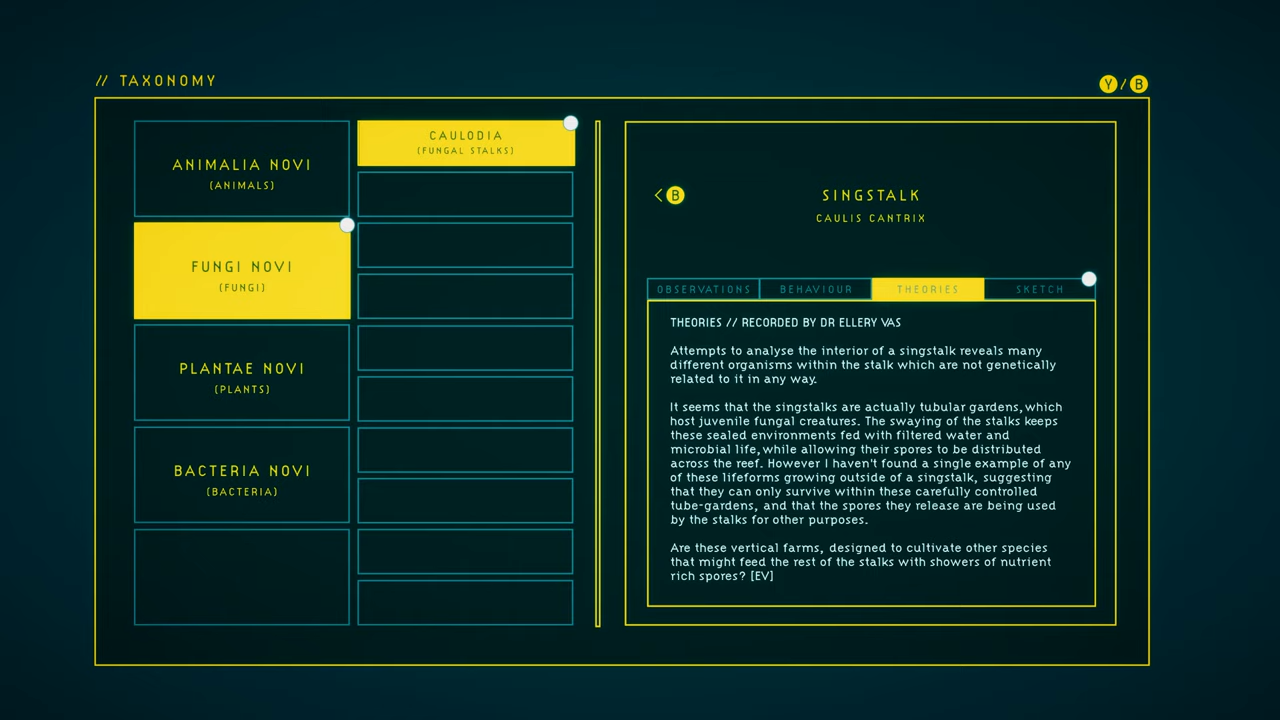 // TAXONOMY
Y / B
ANIMALIA NOVI
(ANIMALS)
FUNGI NOVI
(FUNGI)
PLANTAE NOVI
(PLANTS)
BACTERIA NOVI
(BACTERIA)
CAULODIA
(FUNGAL STALKS)
< B
SINGSTALK
CAULIS CANTRIX
OBSERVATIONS
BEHAVIOUR
THEORIES
SKETCH
THEORIES // RECORDED BY DR ELLERY VAS
Attempts to analyse the interior of a singstalk reveals many
different organisms within the stalk which are not genetically
related to it in any way.
It seems that the singstalks are actually tubular gardens, which
host juvenile fungal creatures. The swaying of the stalks keeps
these sealed environments fed with filtered water and
microbial life, while allowing their spores to be distributed
across the reef. However I haven't found a single example of any
of these lifeforms growing outside of a singstalk, suggesting
that they can only survive within these carefully controlled
tube-gardens, and that the spores they release are being used
by the stalks for other purposes.
Are these vertical farms, designed to cultivate other species
that might feed the rest of the stalks with showers of nutrient
rich spores? [EV]